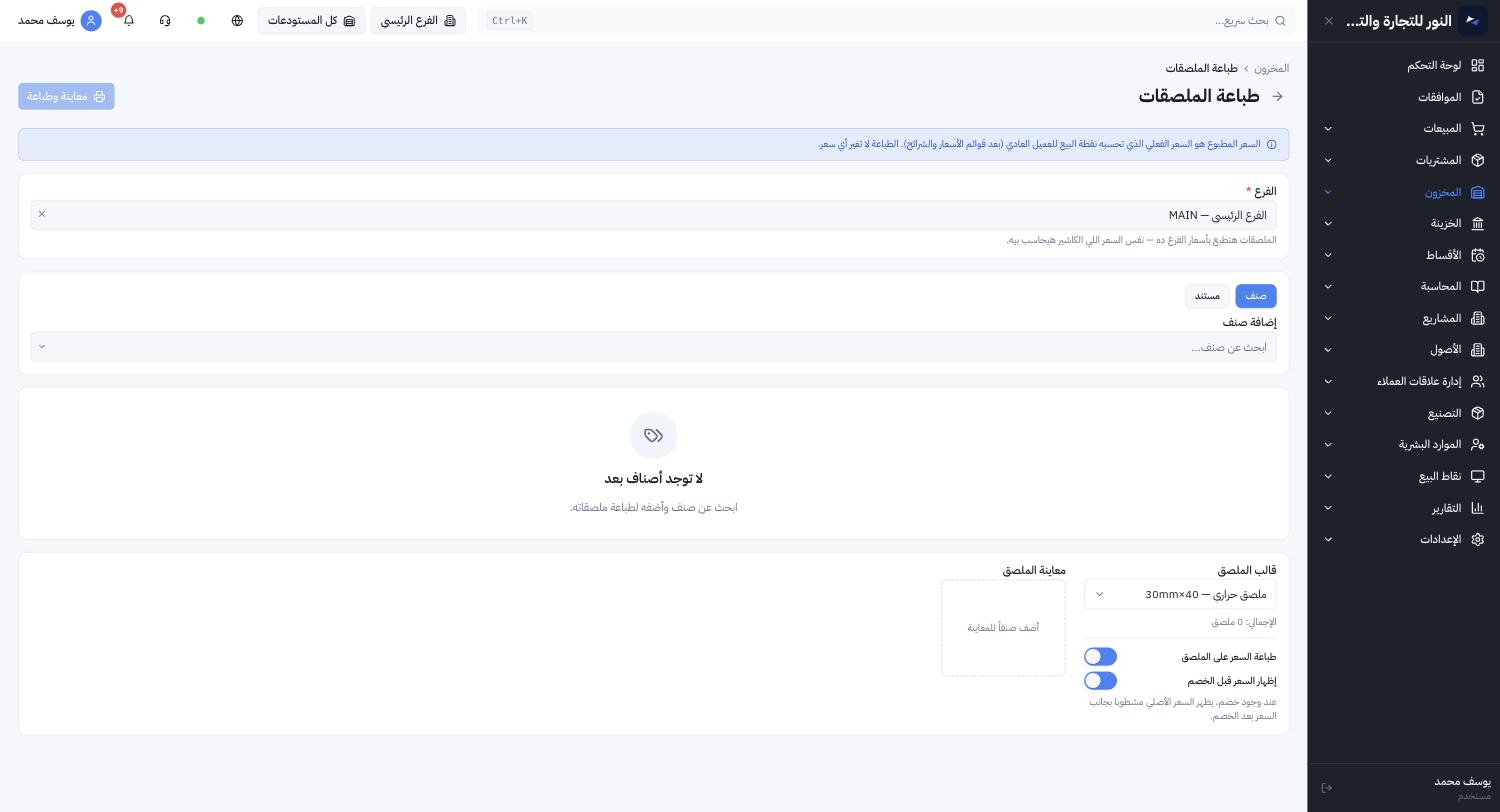 النور للتجارة والتـ...
لوحة التحكم
الموافقات
المبيعات
المشتريات
المخزون
الخزينة
الأقساط
المحاسبة
المشاريع
الأصول
إدارة علاقات العملاء
التصنيع
الموارد البشرية
نقاط البيع
التقارير
الإعدادات
يوسف محمد
مستخدم
بحث سريع...
Ctrl+K
الفرع الرئيسي
كل المستودعات
+9
يوسف محمد
المخزون › طباعة الملصقات
طباعة الملصقات
معاينة وطباعة
السعر المطبوع هو السعر الفعلي الذي تحسبه نقطة البيع للعميل العادي (بعد قوائم الأسعار والشرائح). الطباعة لا تغير أي سعر.
الفرع *
الفرع الرئيسي — MAIN
الملصقات هتطبع بأسعار الفرع ده — نفس السعر اللي الكاشير هيحاسب بيه.
صنف
مستند
إضافة صنف
ابحث عن صنف...
لا توجد أصناف بعد
ابحث عن صنف وأضفه لطباعة ملصقاته.
قالب الملصق
ملصق حراري — 40×30mm
الإجمالي: 0 ملصق
طباعة السعر على الملصق
إظهار السعر قبل الخصم
عند وجود خصم، يظهر السعر الأصلي مشطوبا بجانب
السعر بعد الخصم.
معاينة الملصق
أضف صنفاً للمعاينة